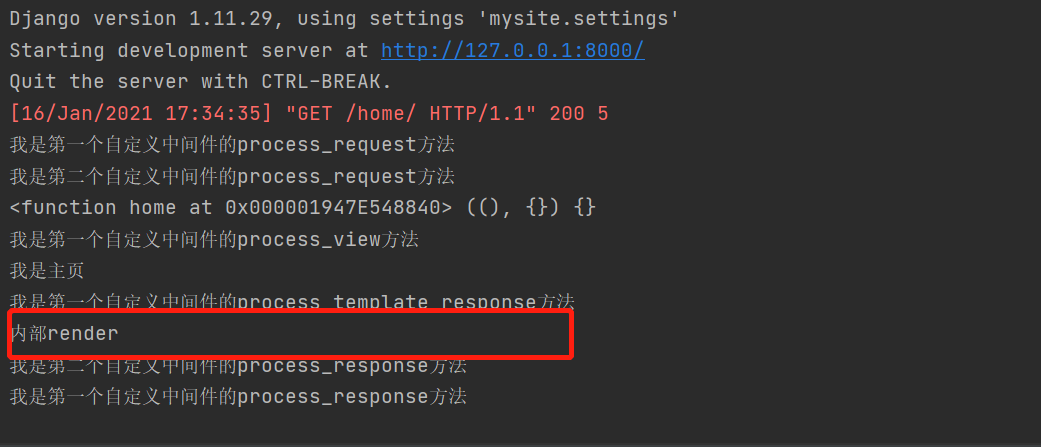 Django version 1.11.29, using settings 'mysite.settings'
Starting development server at http://127.0.0.1:8000/
Quit the server with CTRL-BREAK.
[16/Jan/2021 17:34:35] "GET /home/ HTTP/1.1" 200 5
我是第一个自定义中间件的process_request方法
我是第二个自定义中间件的process_request方法
<function home at 0x000001947E548840> ((), {}) {}
我是第一个自定义中间件的process_view方法
我是主页
我是第一个自定义中间件的process_template_response方法
内部render
我是第二个自定义中间件的process_response方法
我是第一个自定义中间件的process_response方法